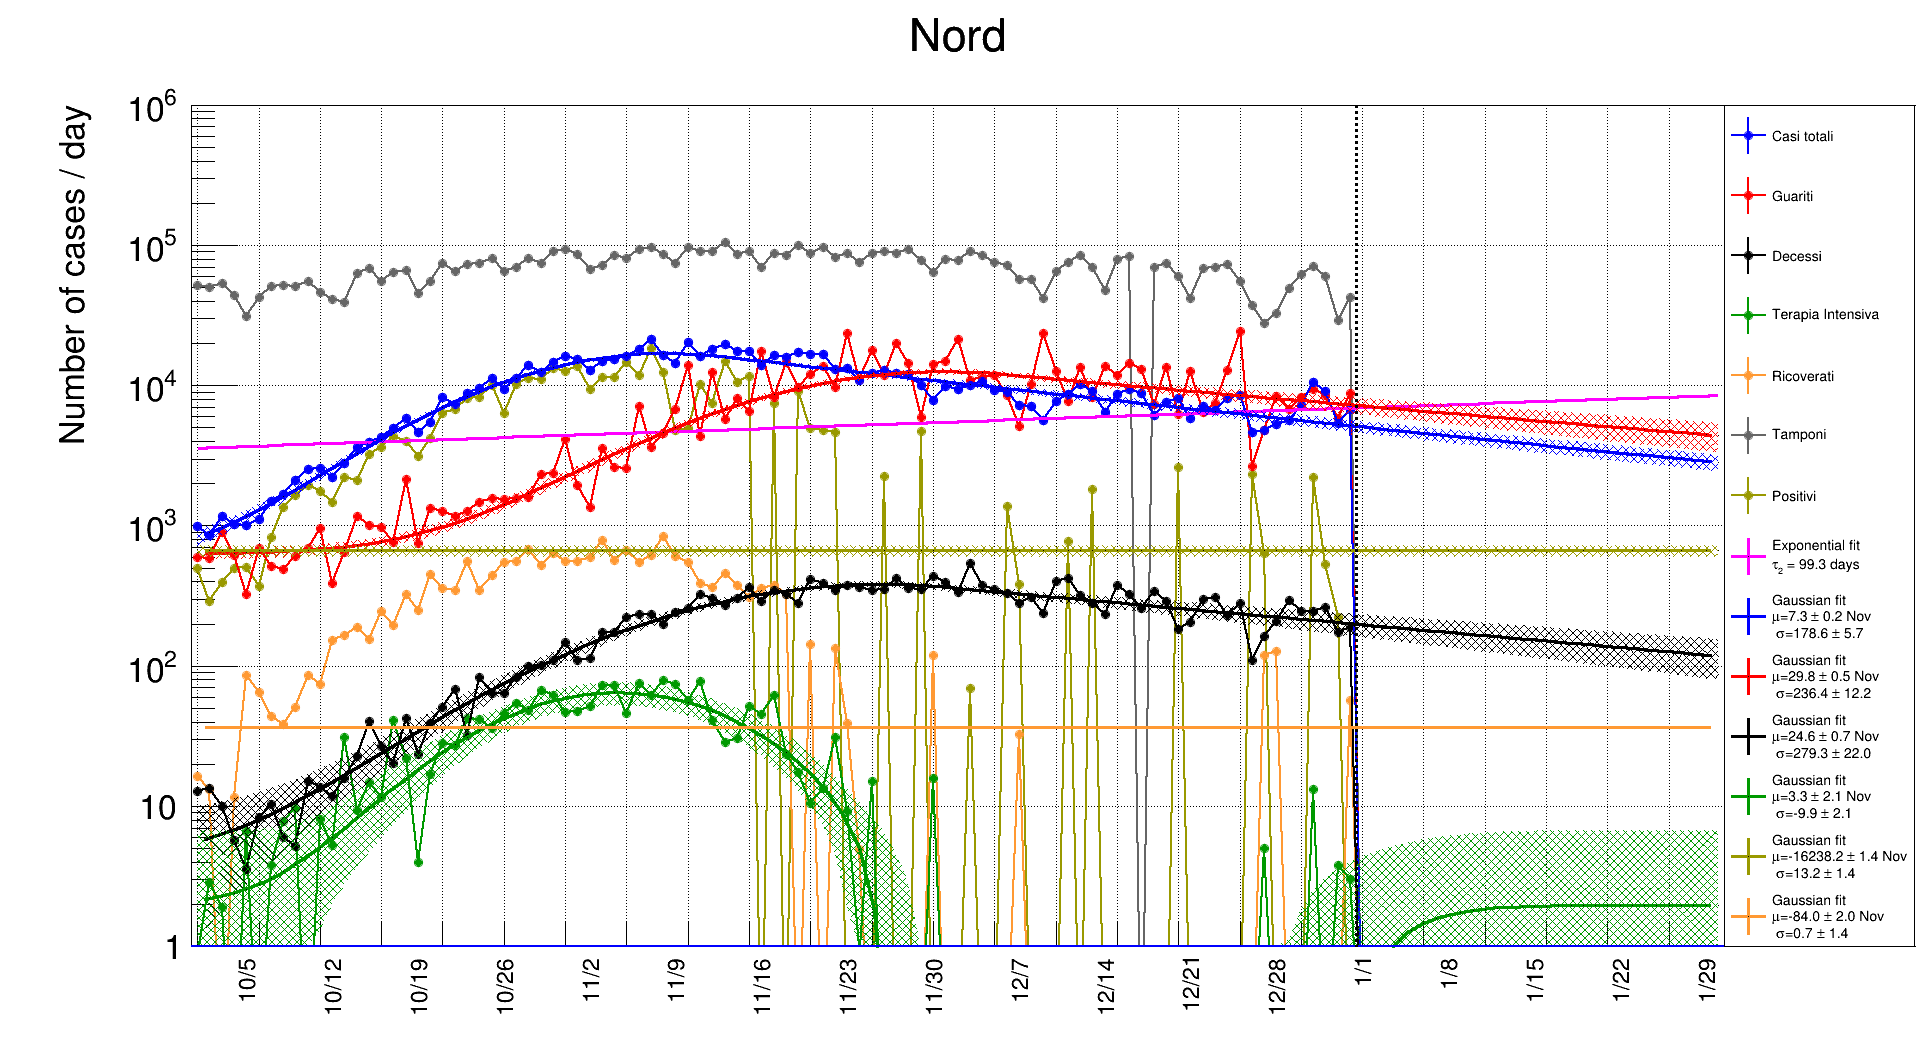 Nord
Number of cases / day
10^6
10^5
10^4
10^3
10^2
10
1
10/5
10/12
10/19
10/26
11/2
11/9
11/16
11/23
11/30
12/7
12/14
12/21
12/28
1/1
1/8
1/15
1/22
1/29
Casi totali
Guariti
Decessi
Terapia Intensiva
Ricoverati
Tamponi
Positivi
Exponential fit
τ₂ = 99.3 days
Gaussian fit
μ=7.3 ± 0.2 Nov
σ=178.6 ± 5.7
Gaussian fit
μ=29.8 ± 0.5 Nov
σ=236.4 ± 12.2
Gaussian fit
μ=24.6 ± 0.7 Nov
σ=279.3 ± 22.0
Gaussian fit
μ=3.3 ± 2.1 Nov
σ=-9.9 ± 2.1
Gaussian fit
μ=-16238.2 ± 1.4 Nov
σ=13.2 ± 1.4
Gaussian fit
μ=-84.0 ± 2.0 Nov
σ=0.7 ± 1.4